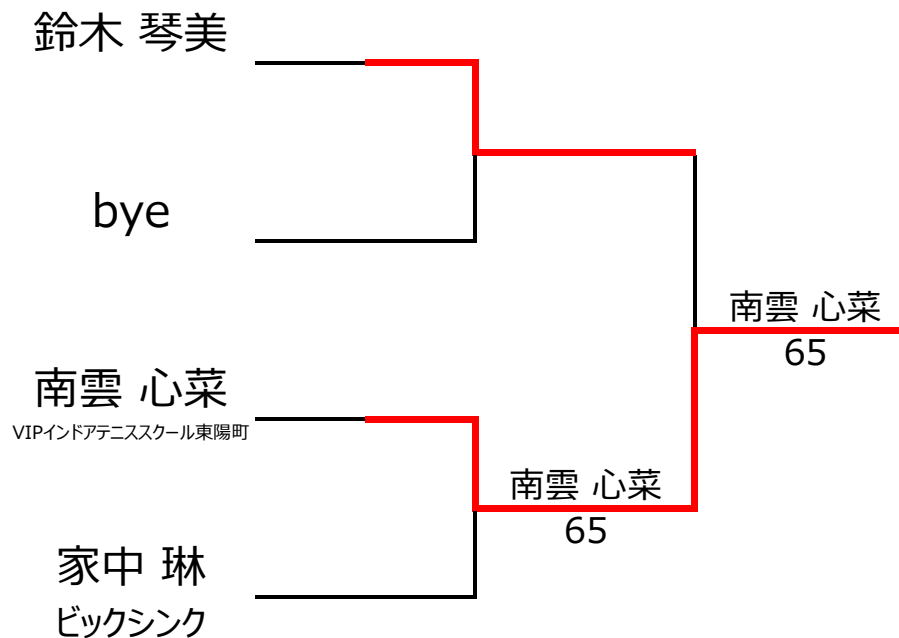 鈴木 琴美
bye
南雲 心菜
VIPインドアテニススクール東陽町
家中 琳
ビックシンク
南雲 心菜
65
南雲 心菜
65